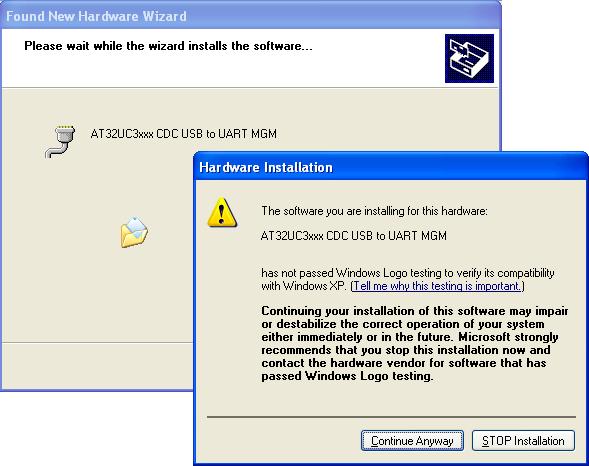 Found New Hardware Wizard
Please wait while the wizard installs the software...
AT32UC3xxx CDC USB to UART MGM
Hardware Installation
The software you are installing for this hardware:
AT32UC3xxx CDC USB to UART MGM
has not passed Windows Logo testing to verify its compatibility
with Windows XP. (Tell me why this testing is important.)
Continuing your installation of this software may impair
or destabilize the correct operation of your system
either immediately or in the future. Microsoft strongly
recommends that you stop this installation now and
contact the hardware vendor for software that has
passed Windows Logo testing.
Continue Anyway
STOP Installation